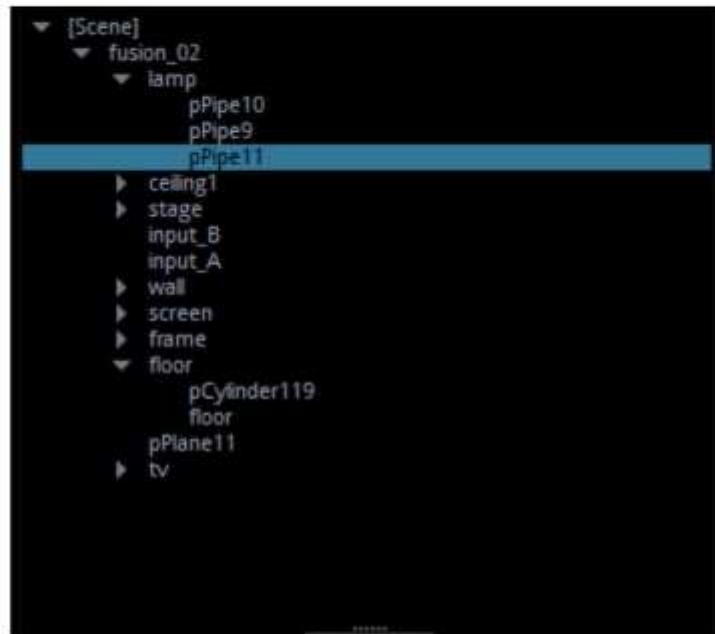 [Scene]
fusion_02
lamp
pPipe10
pPipe9
pPipe11
ceiling1
stage
input_B
input_A
wall
screen
frame
floor
pCylinder119
floor
pPlane11
tv